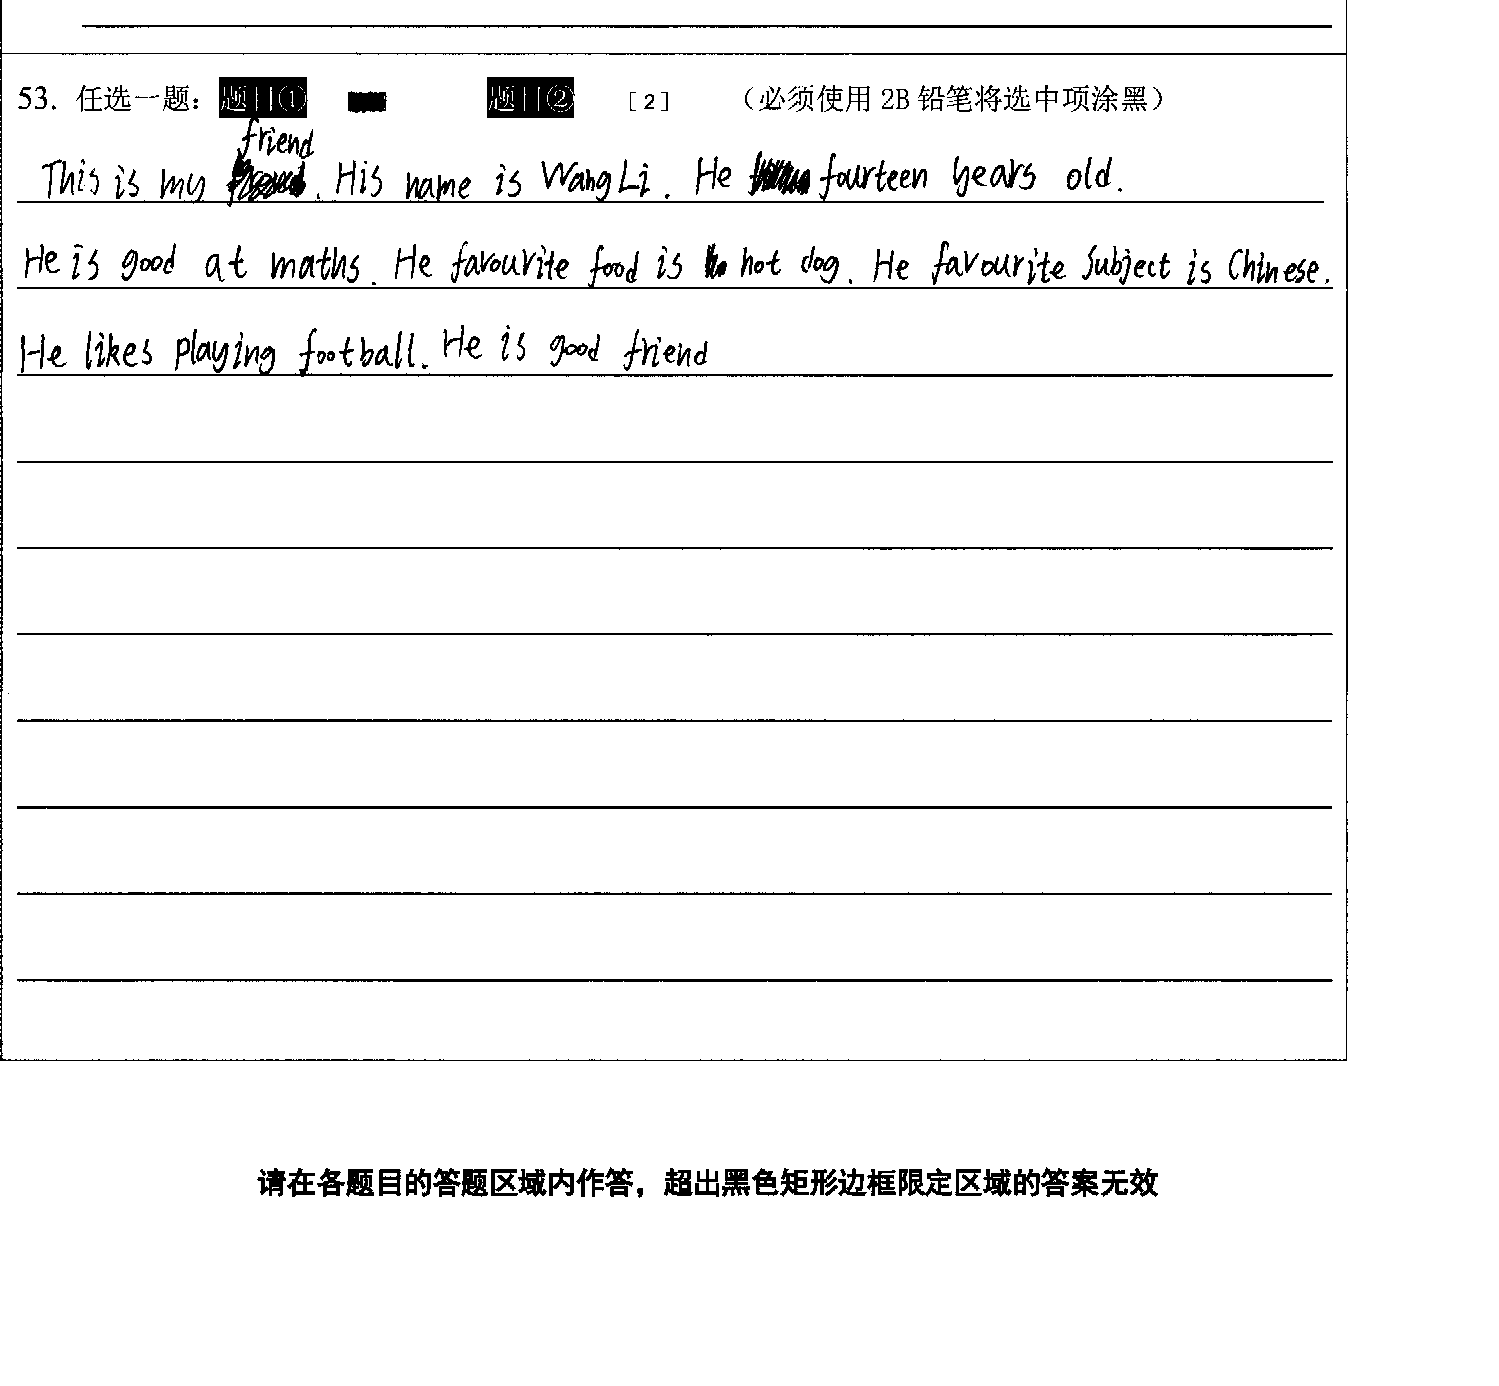 53. 任选一题： 题目① 题目② [2] （必须使用 2B 铅笔将选中项涂黑）
friend
This is my . His name is Wang Li. He fourteen years old.
He is good at maths. He favourite food is hot dog. He favourite Subject is Chinese.
He likes playing football. He is good friend
请在各题目的答题区域内作答，超出黑色矩形边框限定区域的答案无效